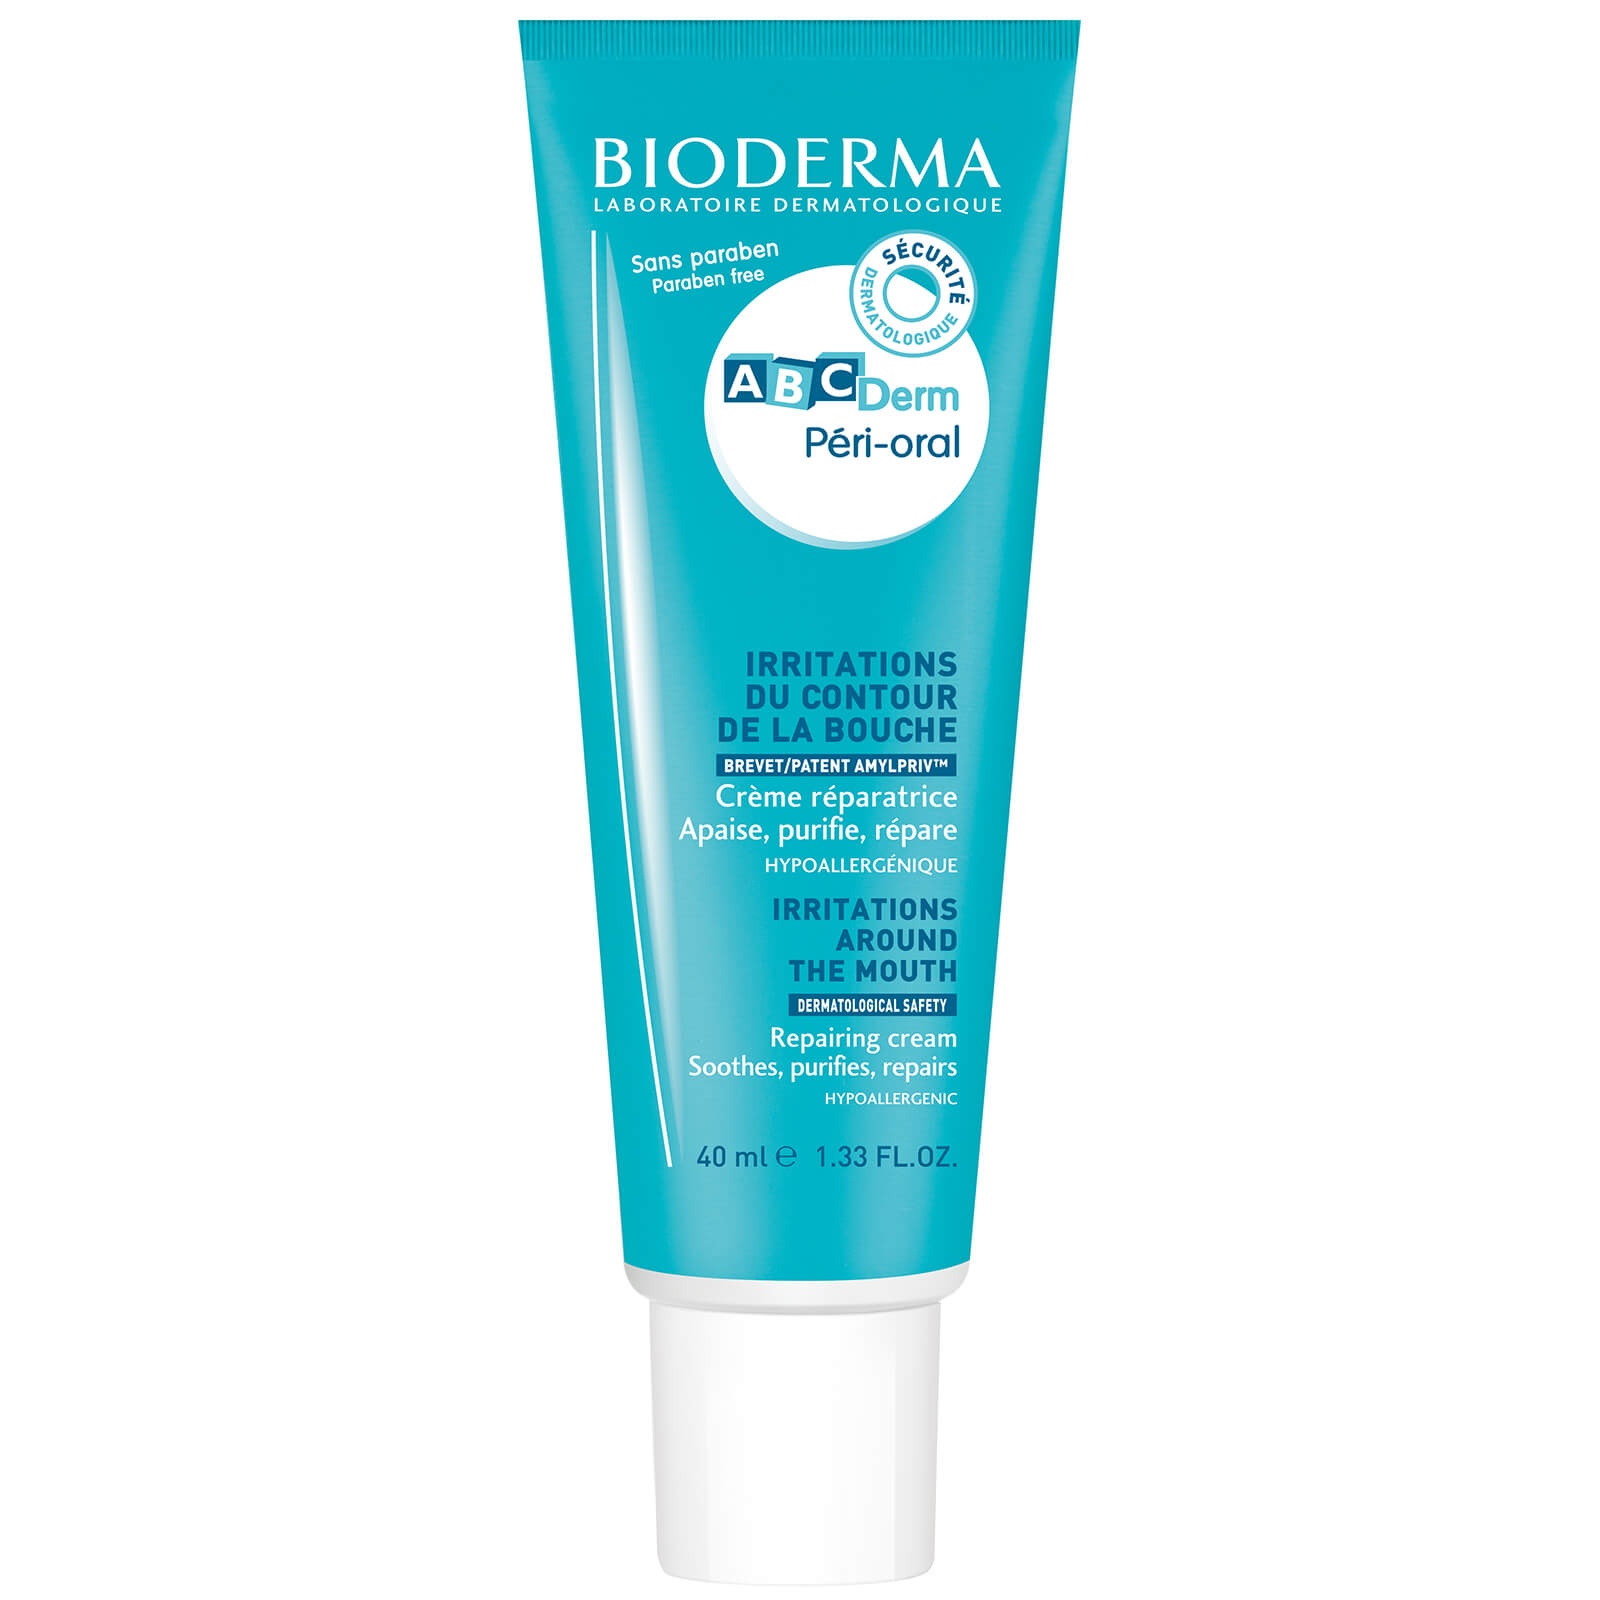 BIODERMA
LABORATOIRE DERMATOLOGIQUE
Sans paraben
Paraben free
SÉCURITÉ
DERMATOLOGIQUE
ABCDerm
Péri-oral
IRRITATIONS
DU CONTOUR
DE LA BOUCHE
BREVET/PATENT AMYLPRIV™
Crème réparatrice
Apaise, purifie, répare
HYPOALLERGÉNIQUE
IRRITATIONS
AROUND
THE MOUTH
DERMATOLOGICAL SAFETY
Repairing cream
Soothes, purifies, repairs
HYPOALLERGENIC
40 ml ℮ 1.33 FL.OZ.